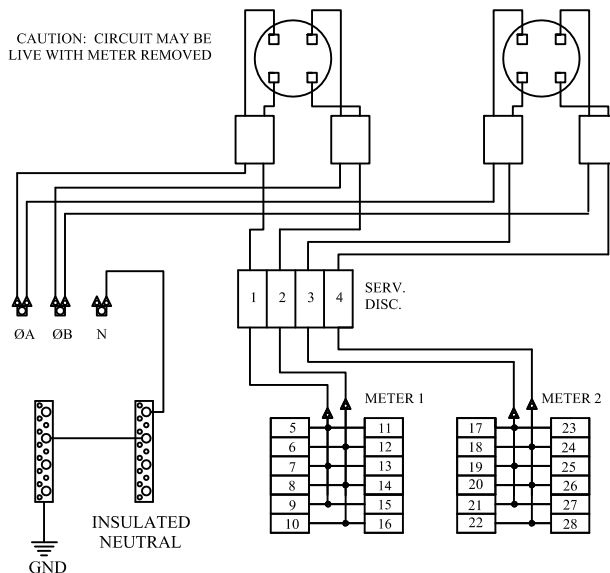 CAUTION: CIRCUIT MAY BE
LIVE WITH METER REMOVED
1 2 3 4
SERV.
DISC.
ØA ØB N
METER 1
METER 2
5 11 17 23
6 12 18 24
7 13 19 25
8 14 20 26
9 15 21 27
10 16 22 28
INSULATED
NEUTRAL
GND